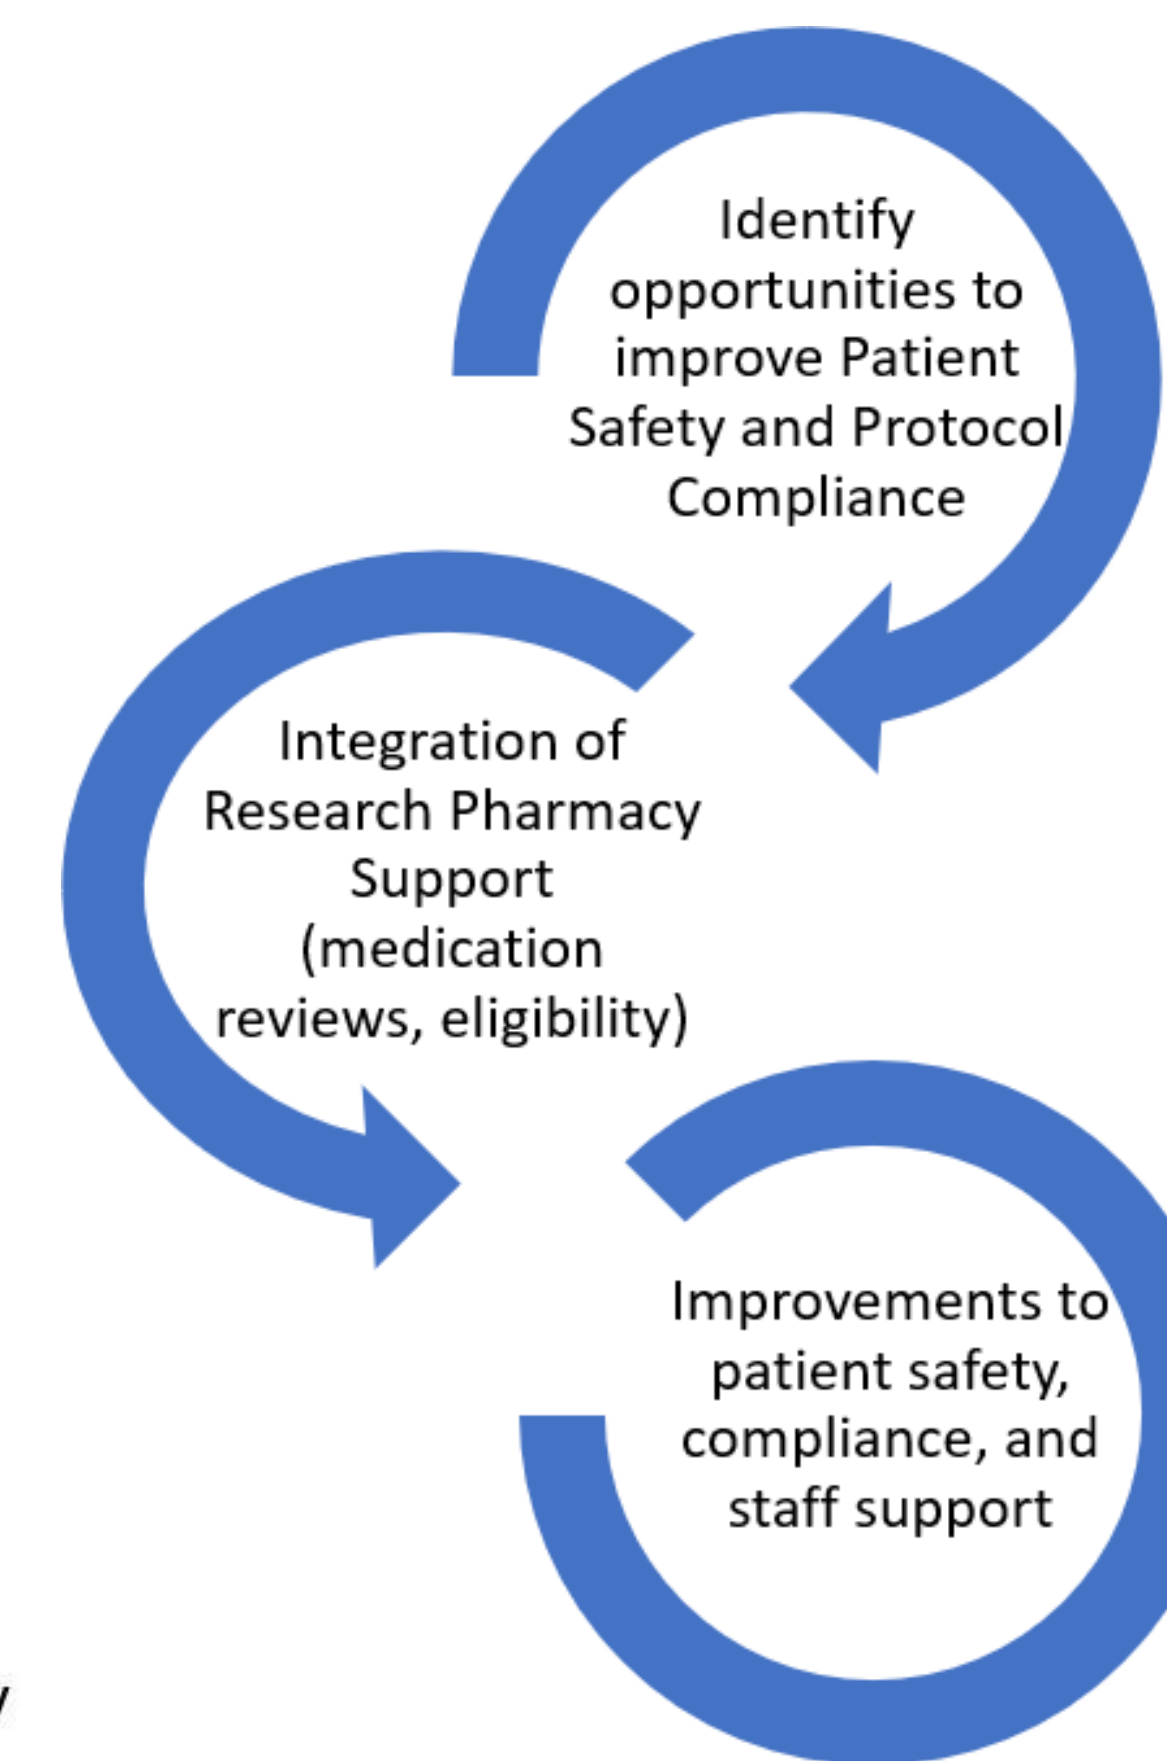 Identify
opportunities to
improve Patient
Safety and Protocol
Compliance
Integration of
Research Pharmacy
Support
(medication
reviews, eligibility)
Improvements to
patient safety,
compliance, and
staff support